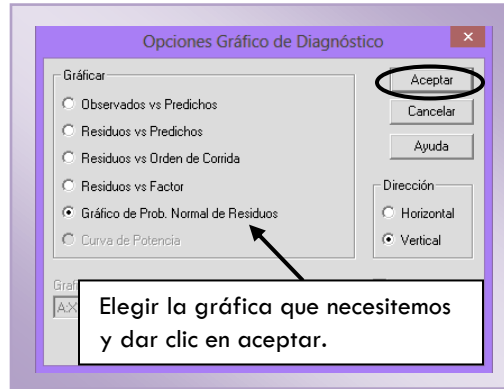 Opciones Gráfico de Diagnóstico
Gráficar
Observados vs Predichos
Residuos vs Predichos
Residuos vs Orden de Corrida
Residuos vs Factor
Gráfico de Prob. Normal de Residuos
Curva de Potencia
Aceptar
Cancelar
Ayuda
Dirección
Horizontal
Vertical
Elegir la gráfica que necesitemos
y dar clic en aceptar.